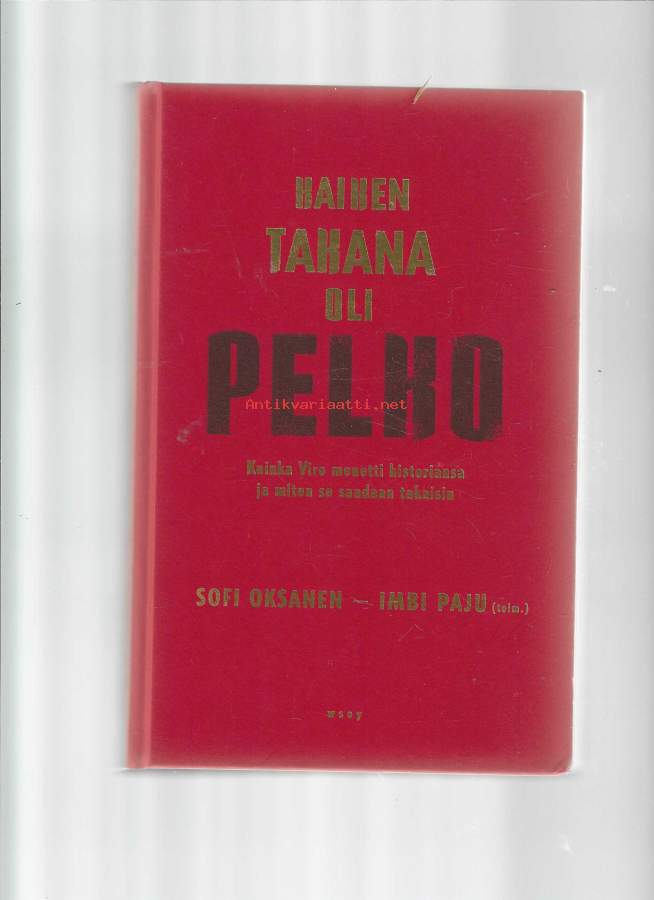 KAIKEN
TAKANA
OLI
PELKO
Antikvariaatti.net
Kuinka Viro menetti historiansa
ja miten se saadaan takaisin
SOFI OKSANEN – IMBI PAJU (toim.)
wsoy